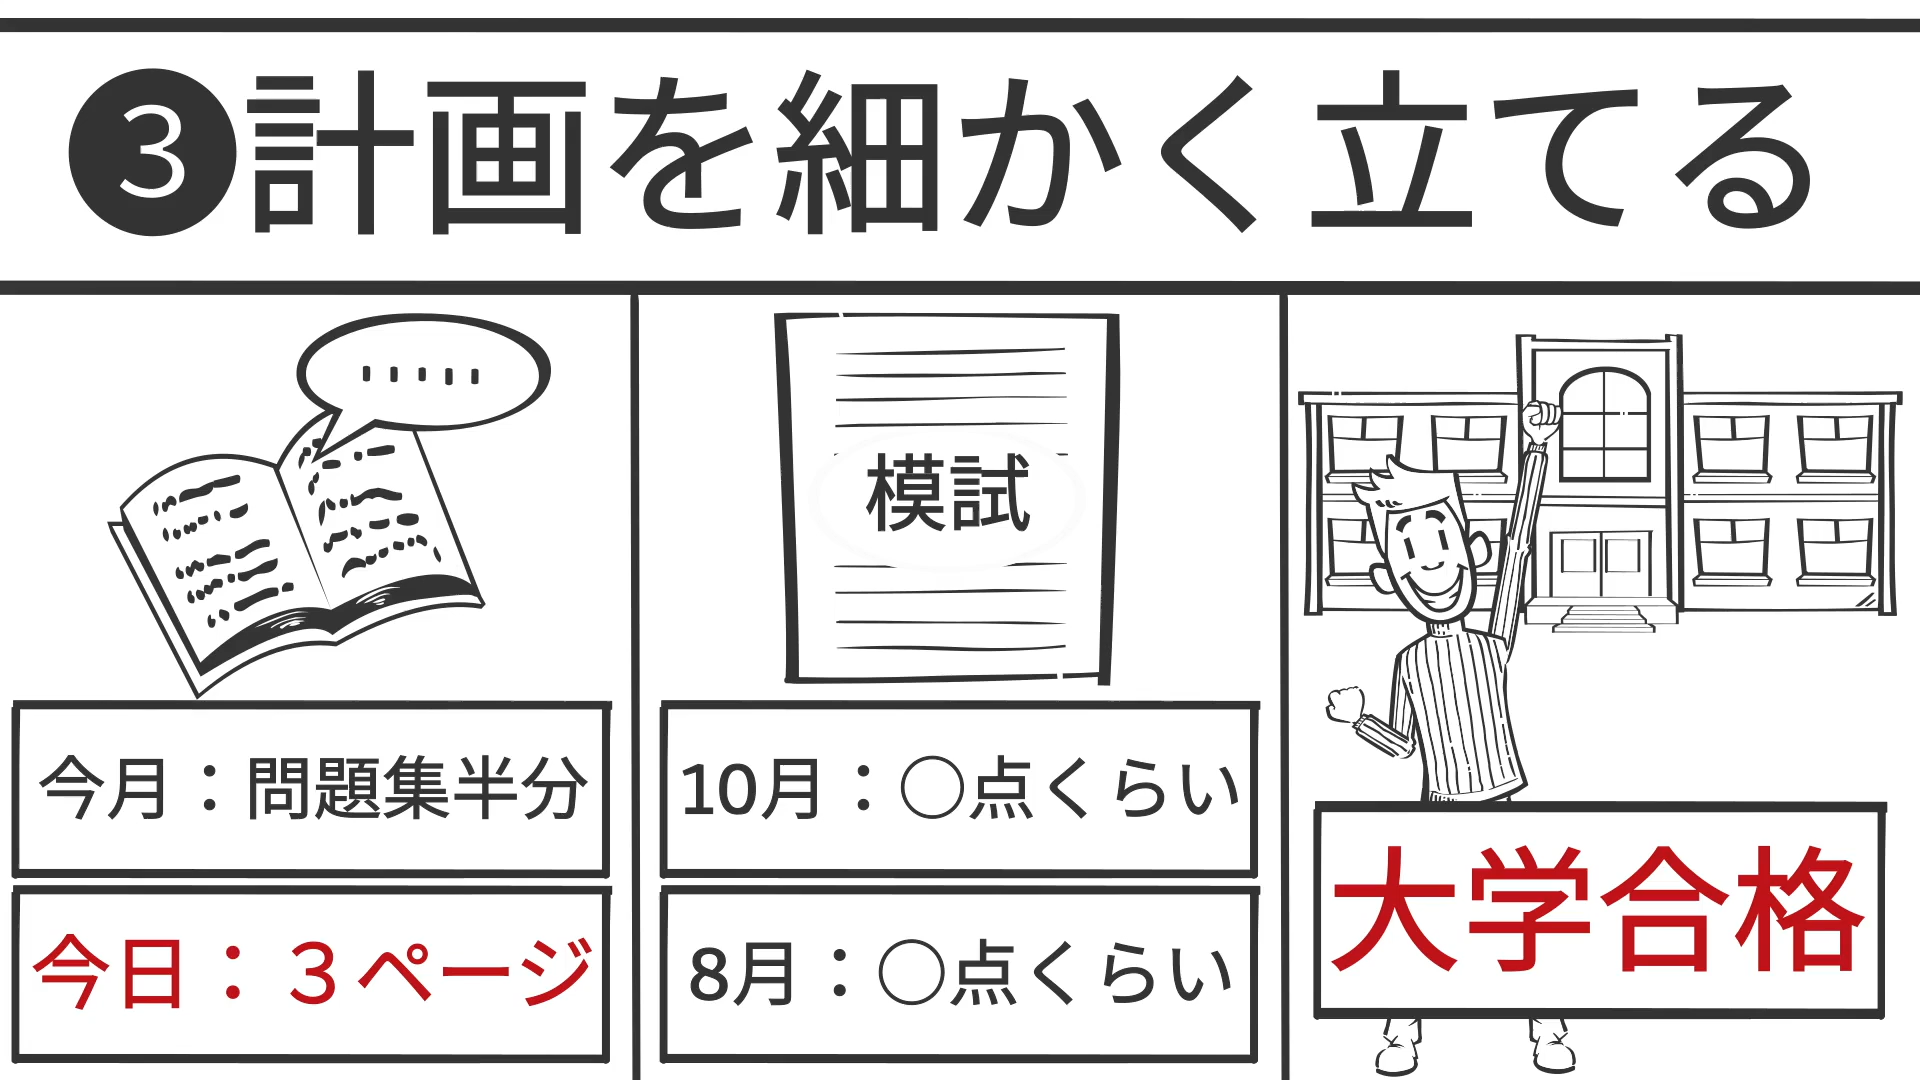 ❸計画を細かく立てる
・・・・・
今月：問題集半分
今日：３ページ
模試
10月：〇点くらい
8月：〇点くらい
大学合格